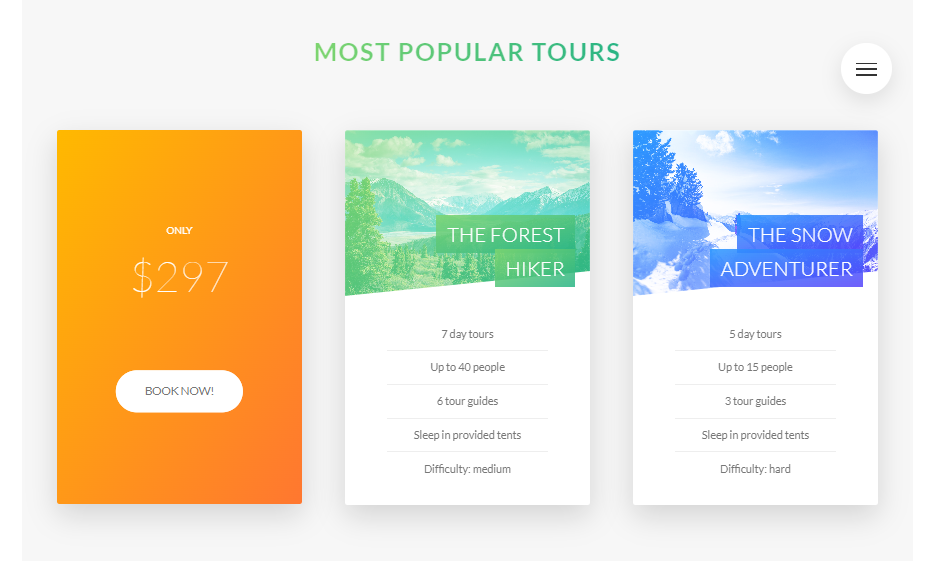 MOST POPULAR TOURS
ONLY
$297
BOOK NOW!
THE FOREST
HIKER
7 day tours
Up to 40 people
6 tour guides
Sleep in provided tents
Difficulty: medium
THE SNOW
ADVENTURER
5 day tours
Up to 15 people
3 tour guides
Sleep in provided tents
Difficulty: hard